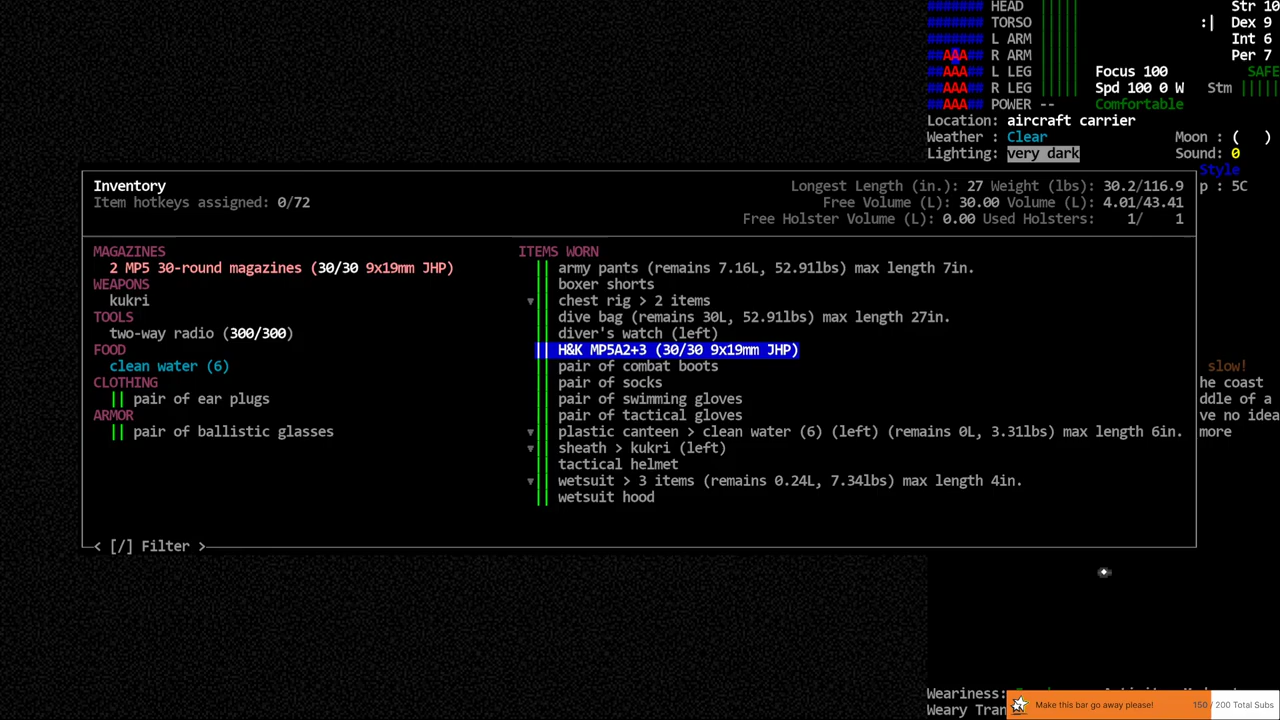 ####### HEAD Str 10
####### TORSO :| Dex 9
####### L ARM Int 6
##AAA## R ARM Per 7
##AAA## L LEG Focus 100 SAFE
##AAA## R LEG Spd 100 0 W Stm |||||
##AAA## POWER -- Comfortable
Location: aircraft carrier
Weather : Clear Moon : ( )
Lighting: very dark Sound: 0
Style
p : 5C
Inventory
Item hotkeys assigned: 0/72
Longest Length (in.): 27 Weight (lbs): 30.2/116.9
Free Volume (L): 30.00 Volume (L): 4.01/43.41
Free Holster Volume (L): 0.00 Used Holsters: 1/ 1
MAGAZINES
2 MP5 30-round magazines (30/30 9x19mm JHP)
WEAPONS
kukri
TOOLS
two-way radio (300/300)
FOOD
clean water (6)
CLOTHING
|| pair of ear plugs
ARMOR
|| pair of ballistic glasses
ITEMS WORN
|| army pants (remains 7.16L, 52.91lbs) max length 7in.
|| boxer shorts
▼|| chest rig > 2 items
|| dive bag (remains 30L, 52.91lbs) max length 27in.
|| diver's watch (left)
|| H&K MP5A2+3 (30/30 9x19mm JHP)
|| pair of combat boots
|| pair of socks
|| pair of swimming gloves
|| pair of tactical gloves
▼|| plastic canteen > clean water (6) (left) (remains 0L, 3.31lbs) max length 6in.
▼|| sheath > kukri (left)
|| tactical helmet
▼|| wetsuit > 3 items (remains 0.24L, 7.34lbs) max length 4in.
|| wetsuit hood
< [/] Filter >
slow!
he coast
ddle of a
ve no idea
more
Weariness:
Weary Tran
Make this bar go away please! 150 / 200 Total Subs